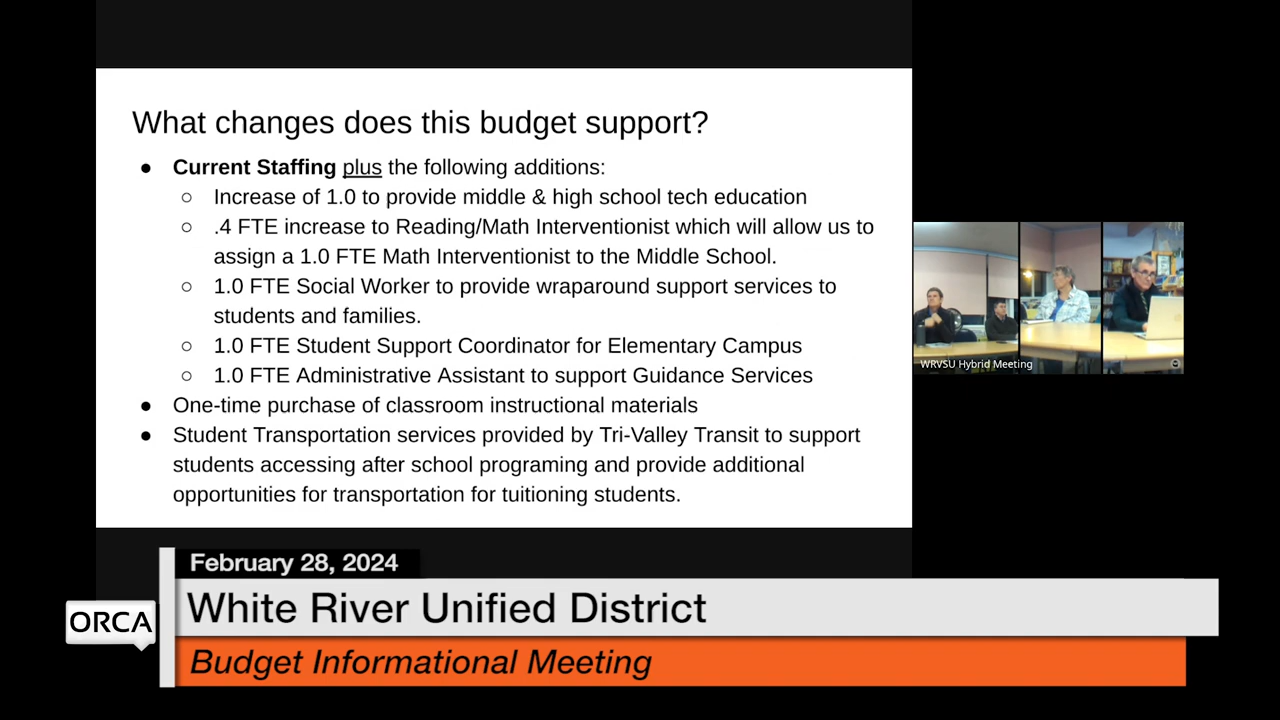 What changes does this budget support?
● Current Staffing plus the following additions:
○ Increase of 1.0 to provide middle & high school tech education
○ .4 FTE increase to Reading/Math Interventionist which will allow us to
assign a 1.0 FTE Math Interventionist to the Middle School.
○ 1.0 FTE Social Worker to provide wraparound support services to
students and families.
○ 1.0 FTE Student Support Coordinator for Elementary Campus
○ 1.0 FTE Administrative Assistant to support Guidance Services
● One-time purchase of classroom instructional materials
● Student Transportation services provided by Tri-Valley Transit to support
students accessing after school programing and provide additional
opportunities for transportation for tuitioning students.
WRVSU Hybrid Meeting
February 28, 2024
ORCA
White River Unified District
Budget Informational Meeting